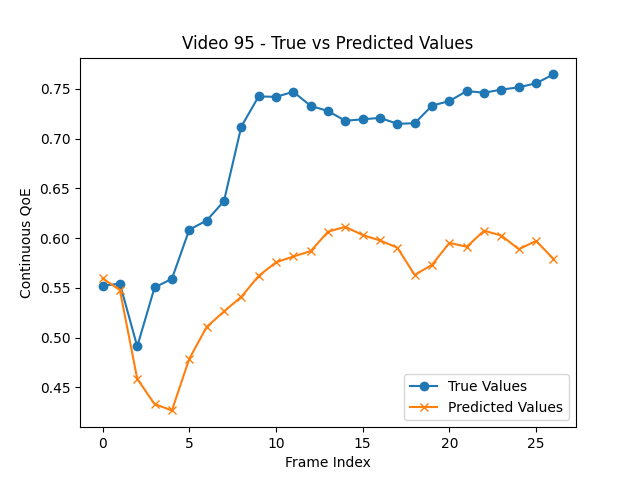 Video 95 - True vs Predicted Values
Continuous QoE
0.75
0.70
0.65
0.60
0.55
0.50
0.45
True Values
Predicted Values
0 5 10 15 20 25
Frame Index